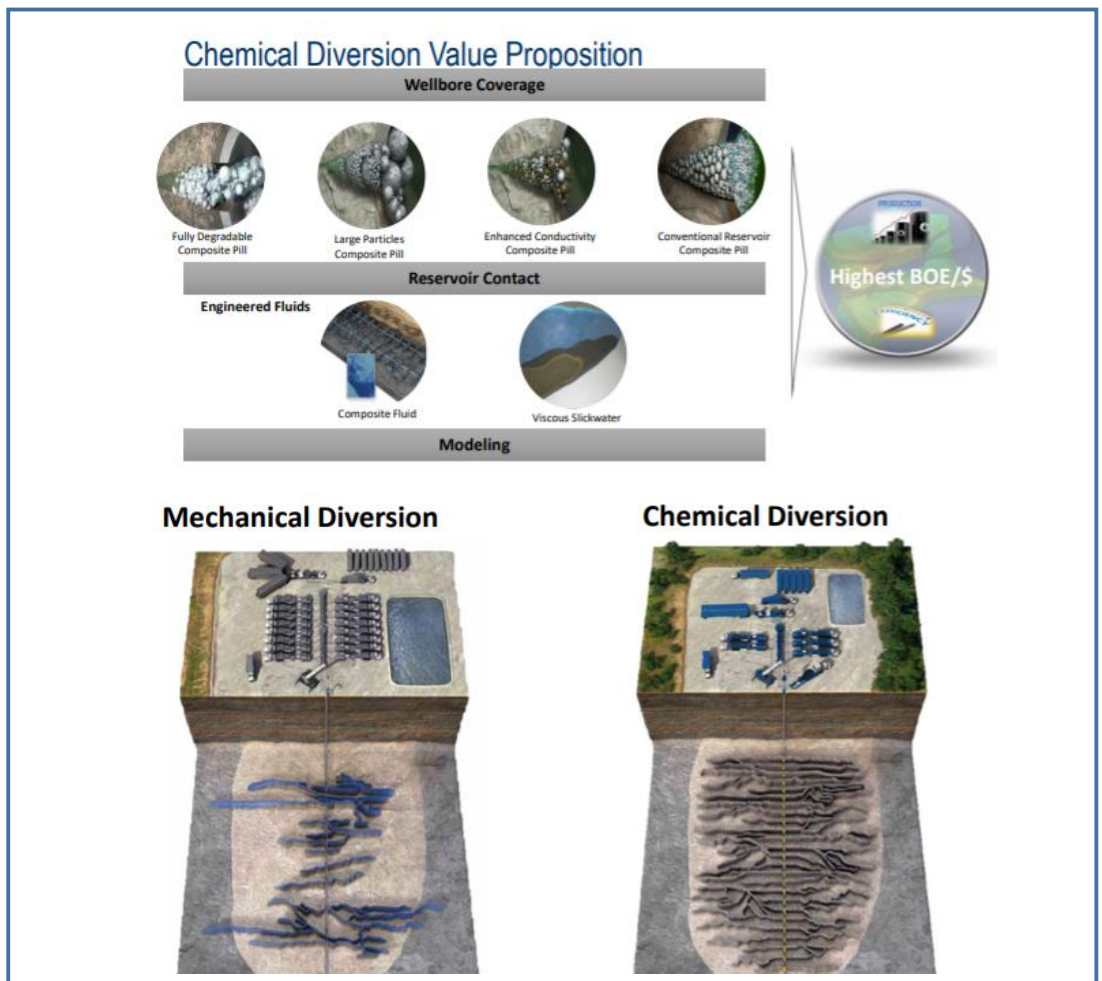 Chemical Diversion Value Proposition
Wellbore Coverage
Fully Degradable
Composite Pill
Large Particles
Composite Pill
Enhanced Conductivity
Composite Pill
Conventional Reservoir
Composite Pill
Reservoir Contact
Engineered Fluids
Composite Fluid
Viscous Slickwater
Modeling
PRODUCTION
Highest BOE/$
Mechanical Diversion
Chemical Diversion